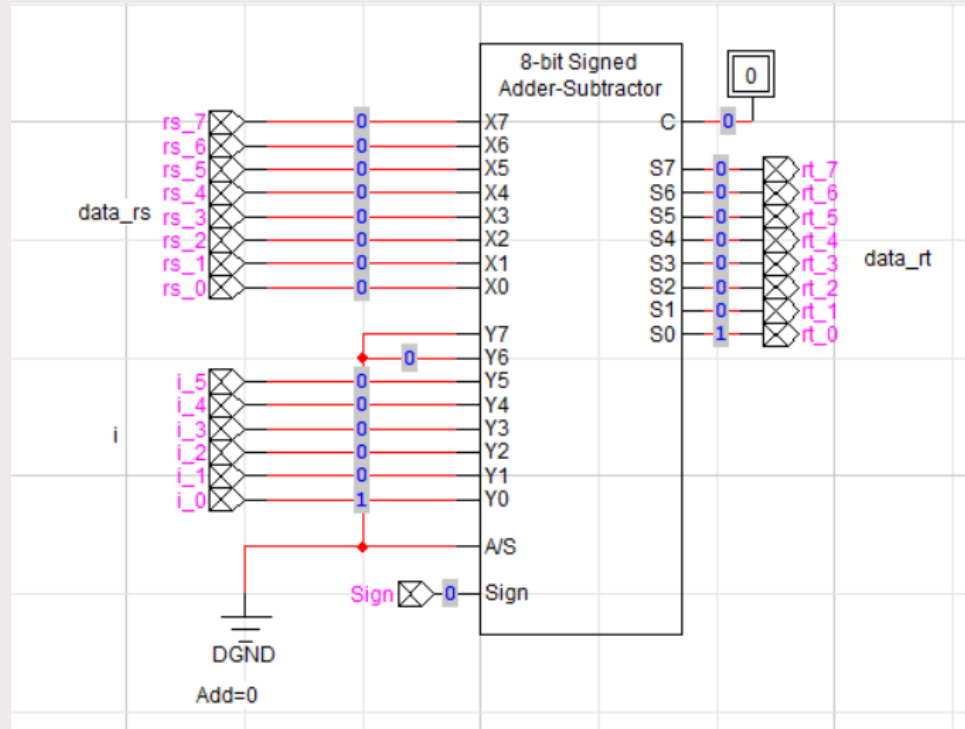 8-bit Signed
Adder-Subtractor
0
rs_7 0 X7 C 0
rs_6 0 X6
rs_5 0 X5 S7 0 rt_7
rs_4 0 X4 S6 0 rt_6
data_rs rs_3 0 X3 S5 0 rt_5
rs_2 0 X2 S4 0 rt_4
rs_1 0 X1 S3 0 rt_3 data_rt
rs_0 0 X0 S2 0 rt_2
S1 0 rt_1
Y7 S0 1 rt_0
0 Y6
i_5 0 Y5
i_4 0 Y4
i i_3 0 Y3
i_2 0 Y2
i_1 0 Y1
i_0 1 Y0
A/S
Sign 0 Sign
DGND
Add=0